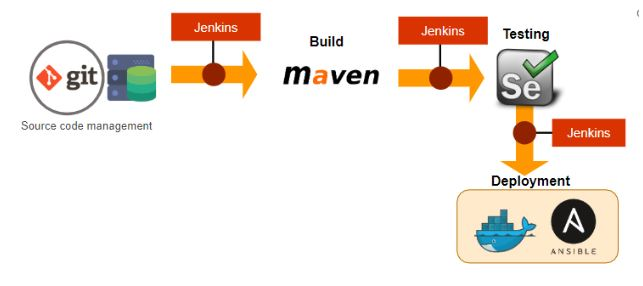 Jenkins
git
Source code management
Build
maven
Jenkins
Testing
Se
Jenkins
Deployment
ANSIBLE